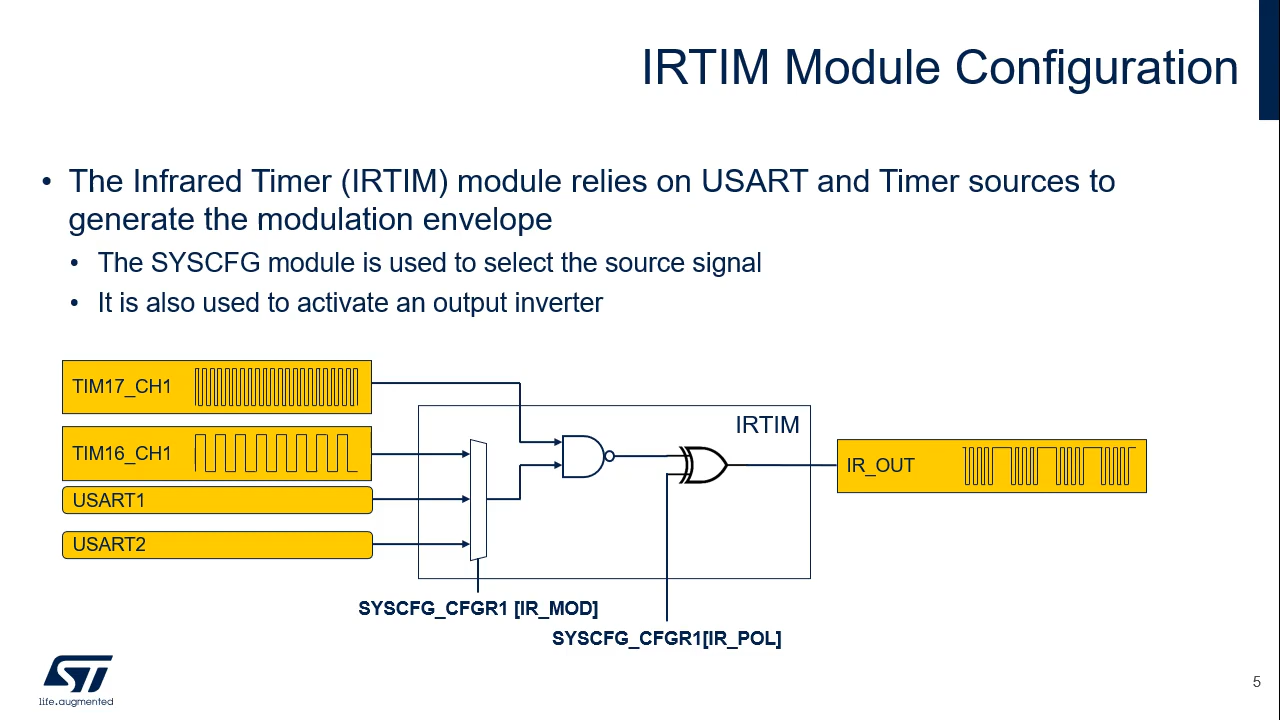 IRTIM Module Configuration
• The Infrared Timer (IRTIM) module relies on USART and Timer sources to
generate the modulation envelope
• The SYSCFG module is used to select the source signal
• It is also used to activate an output inverter
TIM17_CH1
IRTIM
TIM16_CH1
IR_OUT
USART1
USART2
SYSCFG_CFGR1 [IR_MOD]
SYSCFG_CFGR1[IR_POL]
ST
life.augmented
5